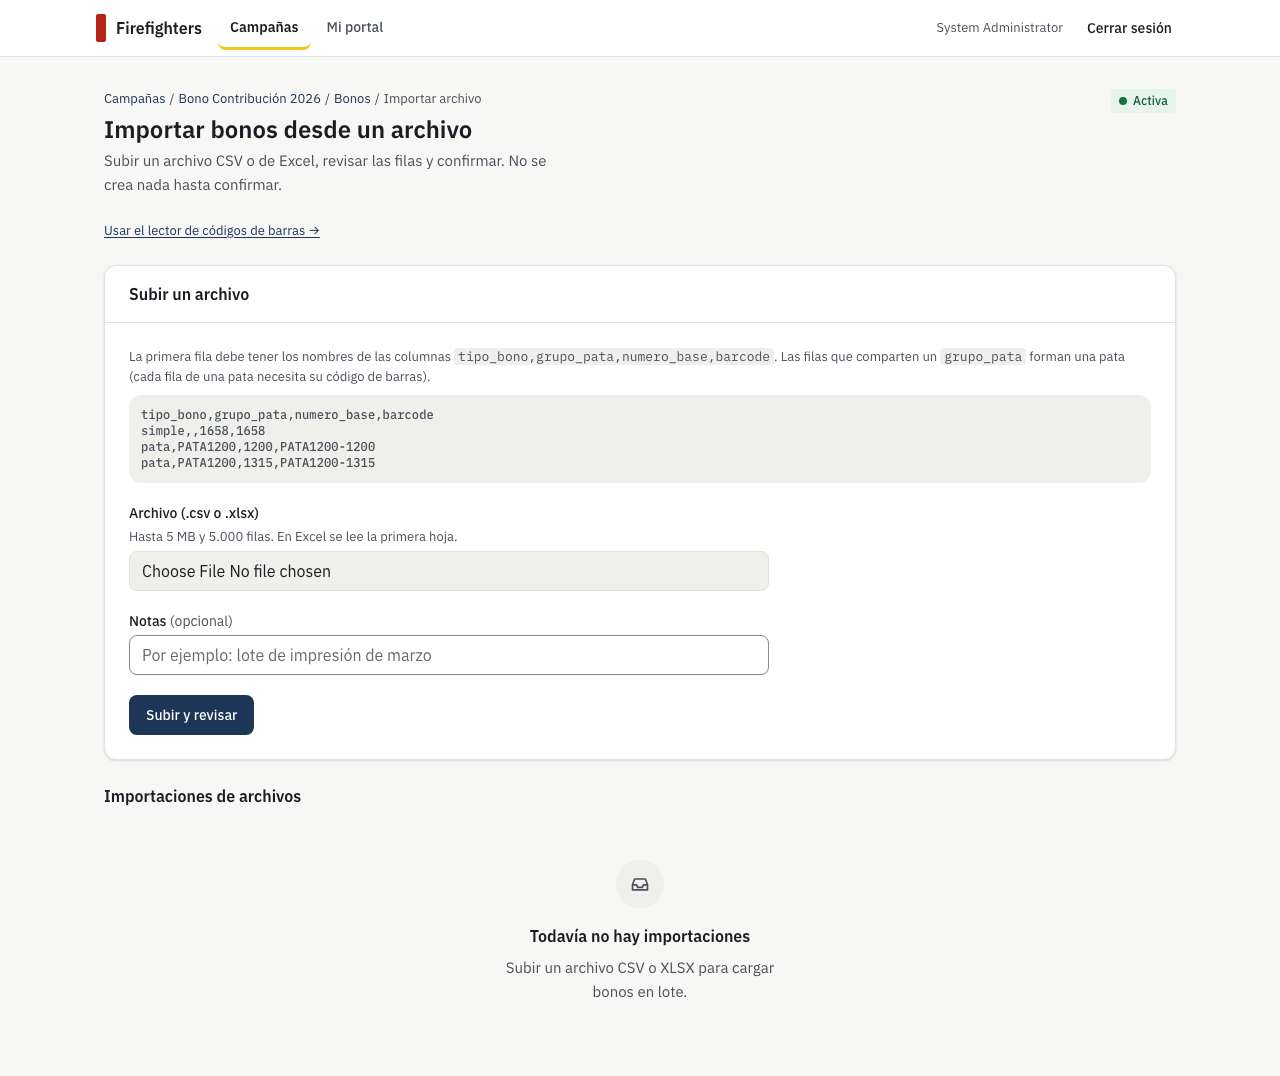 Firefighters
Campañas
Mi portal
System Administrator
Cerrar sesión
Campañas / Bono Contribución 2026 / Bonos / Importar archivo
Activa
Importar bonos desde un archivo
Subir un archivo CSV o de Excel, revisar las filas y confirmar. No se
crea nada hasta confirmar.
Usar el lector de códigos de barras →
Subir un archivo
La primera fila debe tener los nombres de las columnas tipo_bono,grupo_pata,numero_base,barcode. Las filas que comparten un grupo_pata forman una pata
(cada fila de una pata necesita su código de barras).
tipo_bono,grupo_pata,numero_base,barcode
simple,,1658,1658
pata,PATA1200,1200,PATA1200-1200
pata,PATA1200,1315,PATA1200-1315
Archivo (.csv o .xlsx)
Hasta 5 MB y 5.000 filas. En Excel se lee la primera hoja.
Choose File No file chosen
Notas (opcional)
Por ejemplo: lote de impresión de marzo
Subir y revisar
Importaciones de archivos
Todavía no hay importaciones
Subir un archivo CSV o XLSX para cargar
bonos en lote.